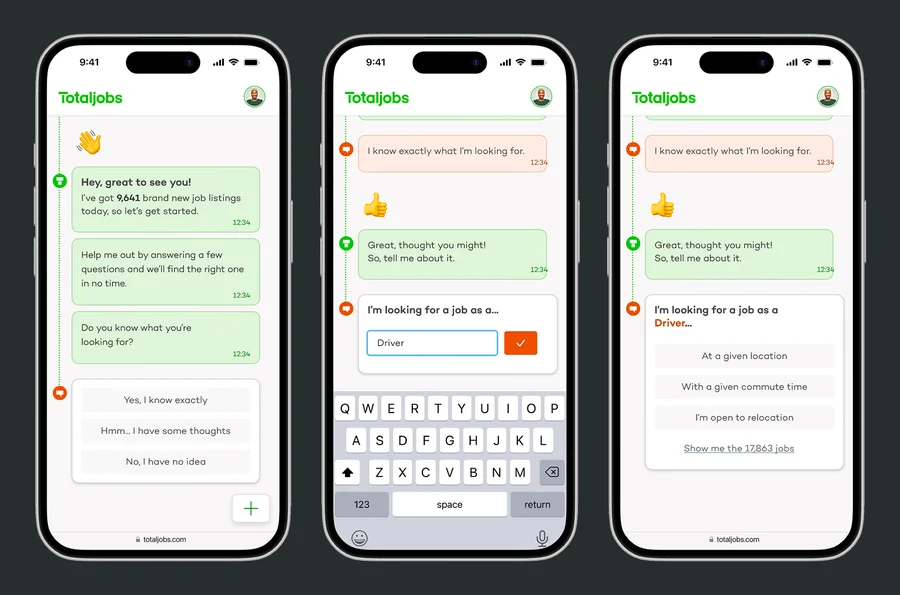 9:41
Totaljobs
Hey, great to see you!
I've got 9,641 brand new job listings
today, so let's get started.
12:34
Help me out by answering a few
questions and we'll find the right one
in no time.
12:34
Do you know what you're
looking for?
12:34
Yes, I know exactly
Hmm... I have some thoughts
No, I have no idea
totaljobs.com
9:41
Totaljobs
I know exactly what I'm looking for.
12:34
Great, thought you might!
So, tell me about it.
12:34
I'm looking for a job as a...
Driver
Q W E R T Y U I O P
A S D F G H J K L
Z X C V B N M
123 space return
9:41
Totaljobs
I know exactly what I'm looking for.
12:34
Great, thought you might!
So, tell me about it.
12:34
I'm looking for a job as a
Driver...
At a given location
With a given commute time
I'm open to relocation
Show me the 17,863 jobs
totaljobs.com